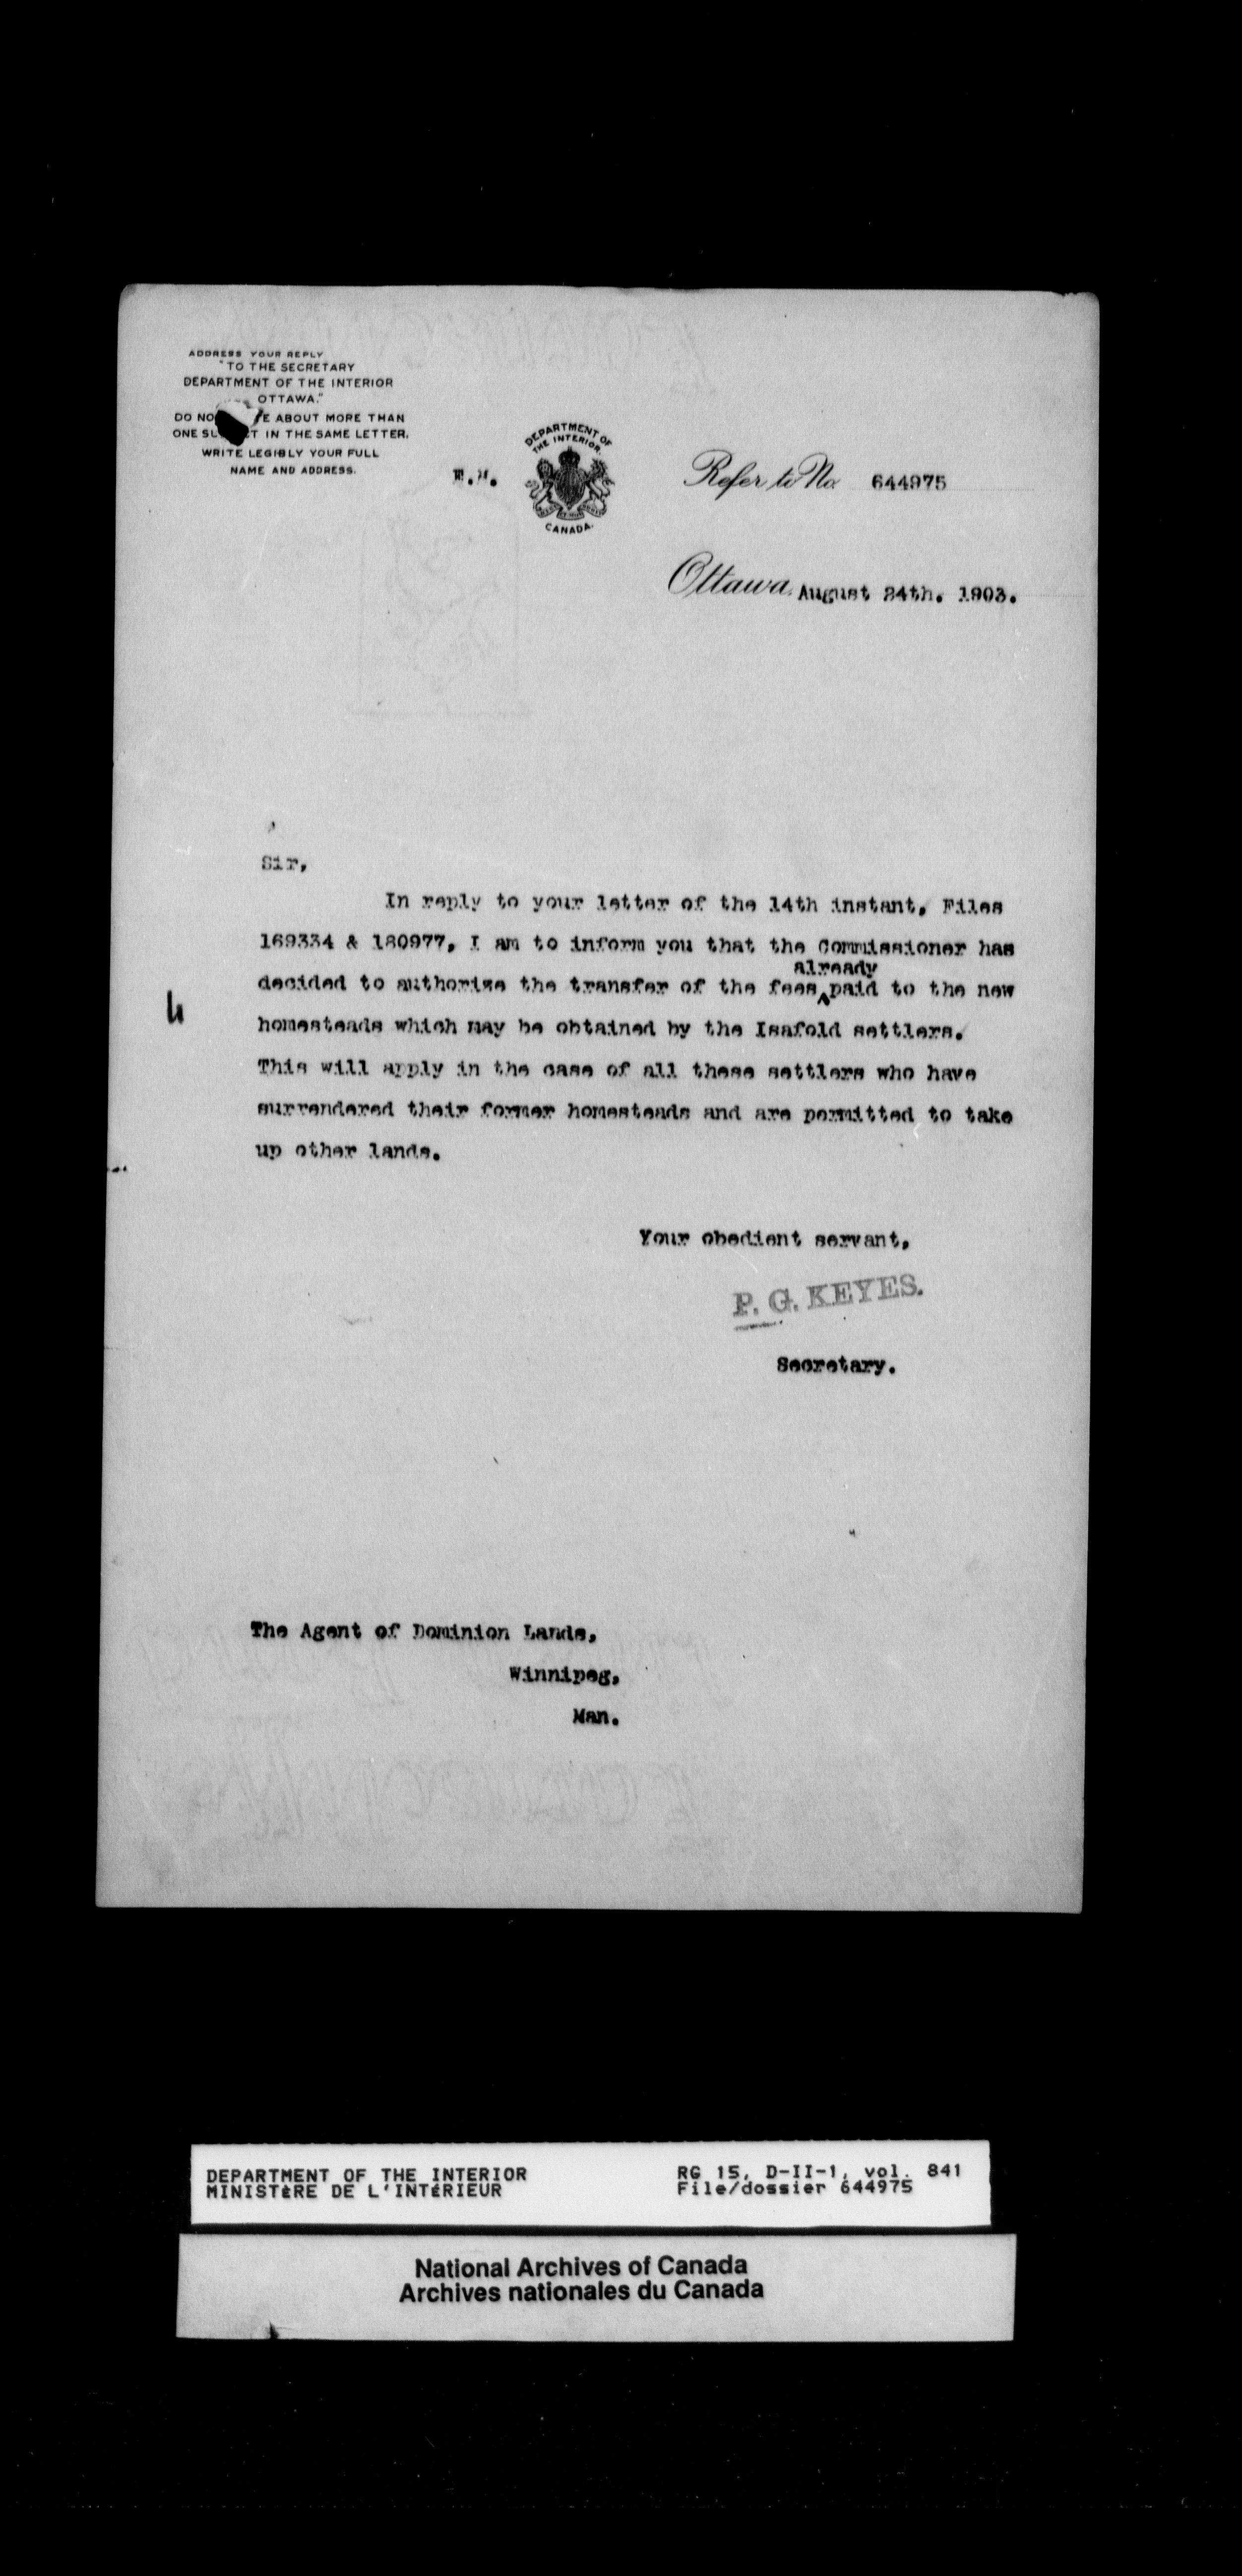 ADDRESS YOUR REPLY
"TO THE SECRETARY
DEPARTMENT OF THE INTERIOR
OTTAWA."
DO NO E ABOUT MORE THAN
ONE SU T IN THE SAME LETTER.
WRITE LEGIBLY YOUR FULL
NAME AND ADDRESS.
DEPARTMENT OF
THE INTERIOR
CANADA.
Refer to No. 644975
Ottawa, August 24th. 1903.
Sir,
In reply to your letter of the 14th instant, Files
169334 & 180977, I am to inform you that the Commissioner has
already
decided to authorize the transfer of the fees paid to the new
homesteads which may be obtained by the Isafold settlers.
This will apply in the case of all these settlers who have
surrendered their former homesteads and are permitted to take
up other lands.
Your obedient servant,
P. G. KEYES.
Secretary.
The Agent of Dominion Lands,
Winnipeg,
Man.
DEPARTMENT OF THE INTERIOR
MINISTÈRE DE L'INTÉRIEUR
RG 15, D-II-1, vol. 841
File/dossier 644975
National Archives of Canada
Archives nationales du Canada